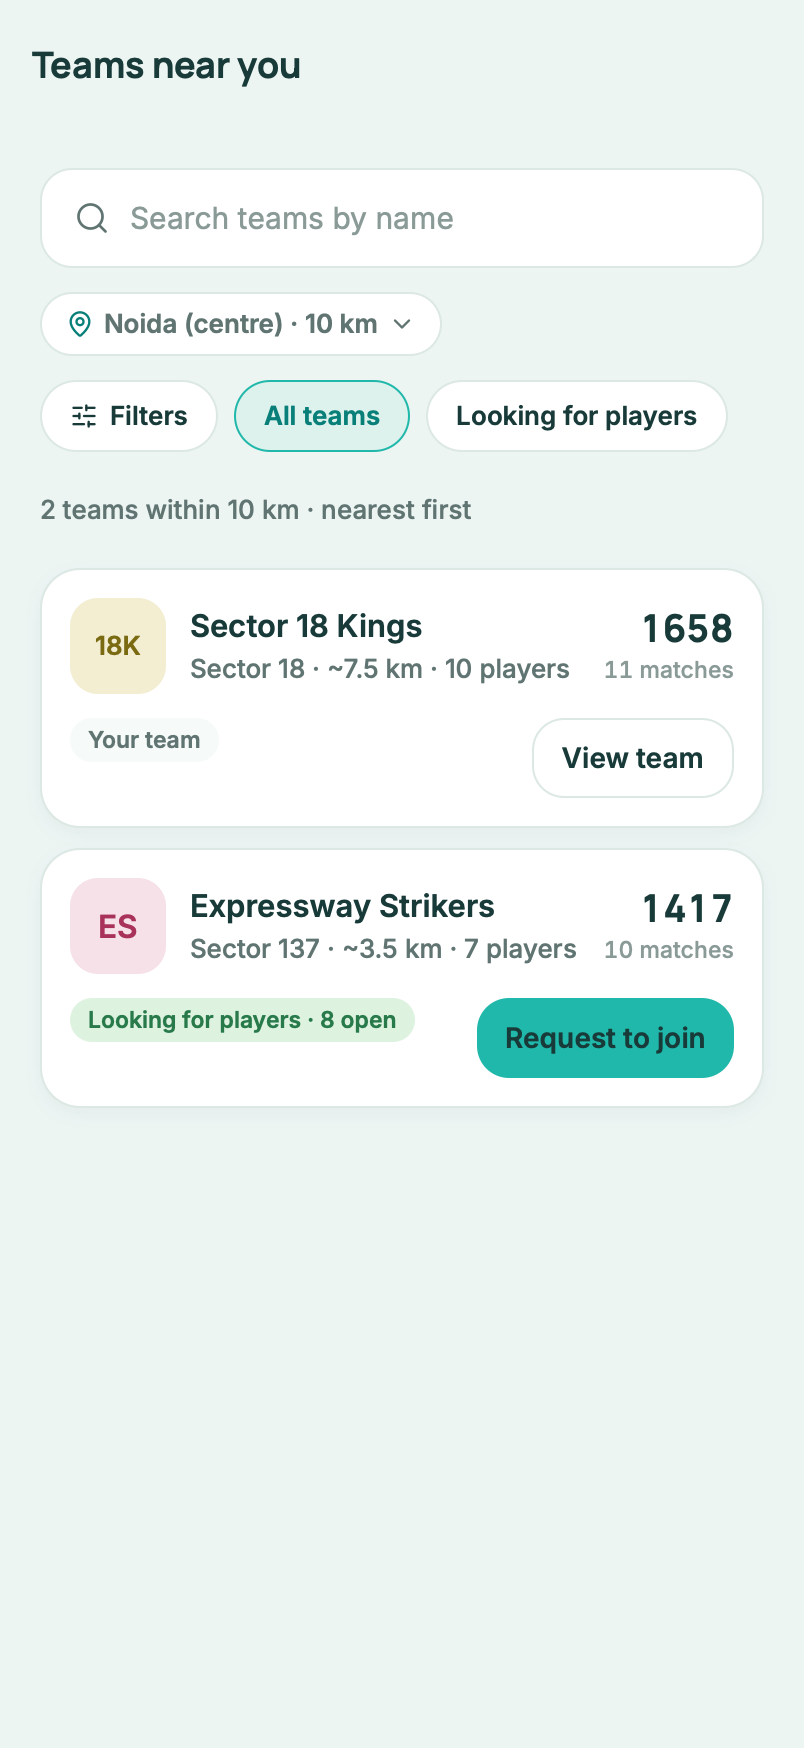 Teams near you
Search teams by name
Noida (centre) · 10 km
Filters
All teams
Looking for players
2 teams within 10 km · nearest first
18K
Sector 18 Kings
1658
Sector 18 · ~7.5 km · 10 players
11 matches
Your team
View team
ES
Expressway Strikers
1417
Sector 137 · ~3.5 km · 7 players
10 matches
Looking for players · 8 open
Request to join